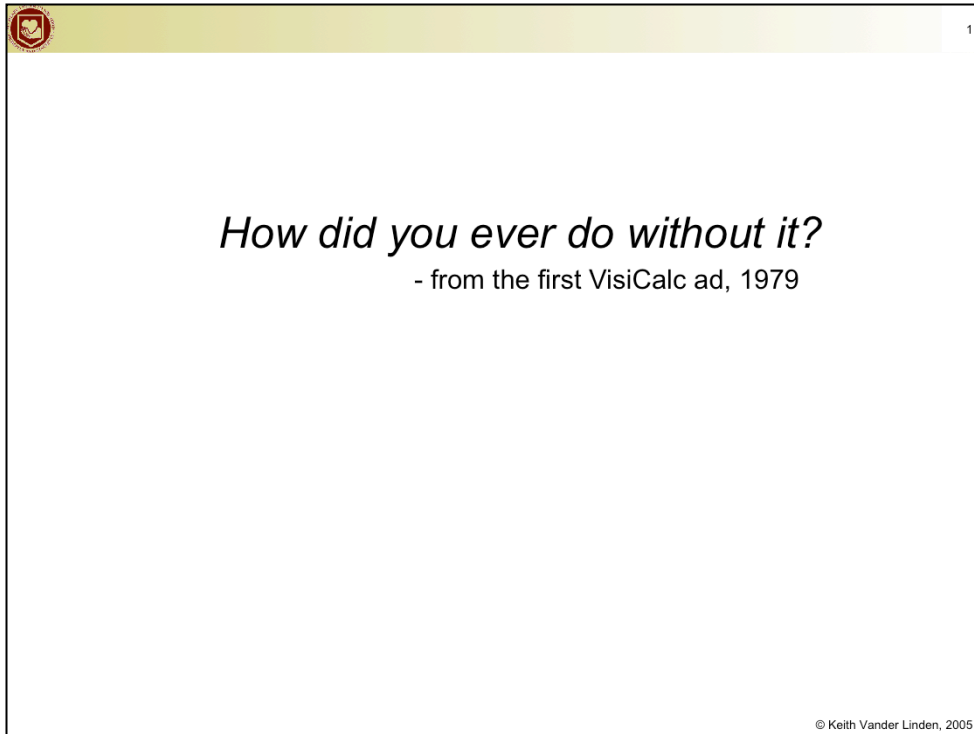 1
How did you ever do without it?
- from the first VisiCalc ad, 1979
© Keith Vander Linden, 2005